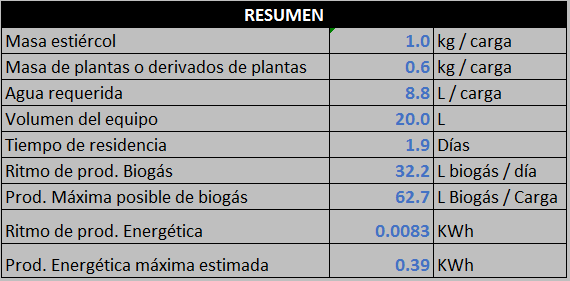 RESUMEN
Masa estiércol 1.0 kg / carga
Masa de plantas o derivados de plantas 0.6 kg / carga
Agua requerida 8.8 L / carga
Volumen del equipo 20.0 L
Tiempo de residencia 1.9 Días
Ritmo de prod. Biogás 32.2 L biogás / día
Prod. Máxima posible de biogás 62.7 L Biogás / Carga
Ritmo de prod. Energética 0.0083 KWh
Prod. Energética máxima estimada 0.39 KWh